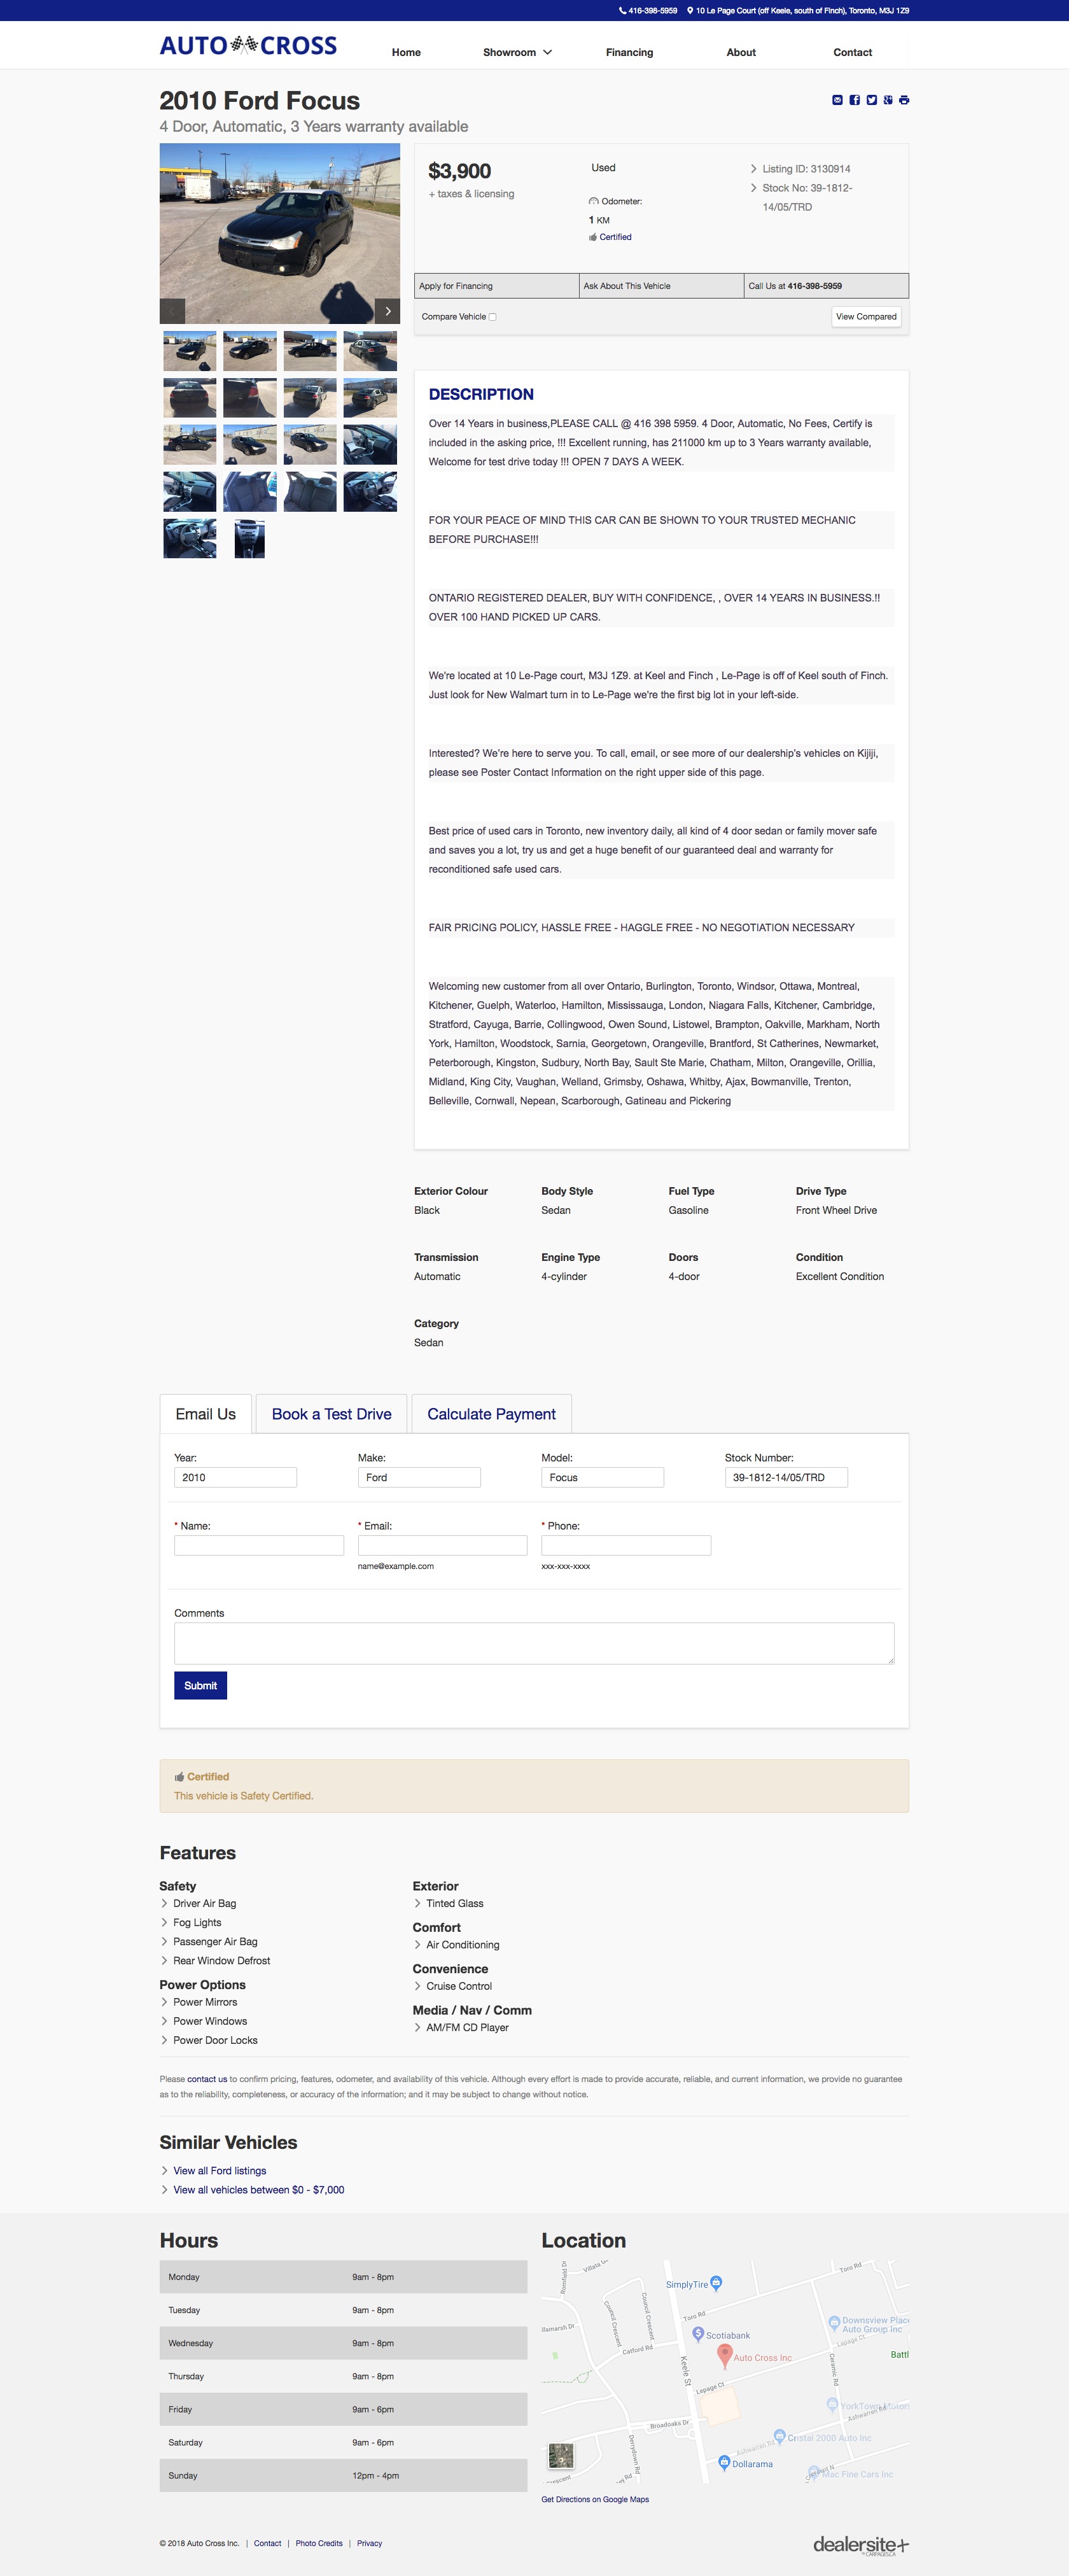 416-398-5959 10 Le Page Court (off Keele, south of Finch), Toronto, M3J 1Z9
AUTO CROSS
Home Showroom Financing About Contact
2010 Ford Focus
4 Door, Automatic, 3 Years warranty available
$3,900
+ taxes & licensing
Used
Odometer:
1 KM
Certified
Listing ID: 3130914
Stock No: 39-1812-
14/05/TRD
Apply for Financing Ask About This Vehicle Call Us at 416-398-5959
Compare Vehicle View Compared
DESCRIPTION
Over 14 Years in business,PLEASE CALL @ 416 398 5959. 4 Door, Automatic, No Fees, Certify is
included in the asking price, !!! Excellent running, has 211000 km up to 3 Years warranty available,
Welcome for test drive today !!! OPEN 7 DAYS A WEEK.
FOR YOUR PEACE OF MIND THIS CAR CAN BE SHOWN TO YOUR TRUSTED MECHANIC
BEFORE PURCHASE!!!
ONTARIO REGISTERED DEALER, BUY WITH CONFIDENCE, , OVER 14 YEARS IN BUSINESS.!!
OVER 100 HAND PICKED UP CARS.
We're located at 10 Le-Page court, M3J 1Z9. at Keel and Finch , Le-Page is off of Keel south of Finch.
Just look for New Walmart turn in to Le-Page we're the first big lot in your left-side.
Interested? We're here to serve you. To call, email, or see more of our dealership's vehicles on Kijiji,
please see Poster Contact Information on the right upper side of this page.
Best price of used cars in Toronto, new inventory daily, all kind of 4 door sedan or family mover safe
and saves you a lot, try us and get a huge benefit of our guaranteed deal and warranty for
reconditioned safe used cars.
FAIR PRICING POLICY, HASSLE FREE - HAGGLE FREE - NO NEGOTIATION NECESSARY
Welcoming new customer from all over Ontario, Burlington, Toronto, Windsor, Ottawa, Montreal,
Kitchener, Guelph, Waterloo, Hamilton, Mississauga, London, Niagara Falls, Kitchener, Cambridge,
Stratford, Cayuga, Barrie, Collingwood, Owen Sound, Listowel, Brampton, Oakville, Markham, North
York, Hamilton, Woodstock, Sarnia, Georgetown, Orangeville, Brantford, St Catherines, Newmarket,
Peterborough, Kingston, Sudbury, North Bay, Sault Ste Marie, Chatham, Milton, Orangeville, Orillia,
Midland, King City, Vaughan, Welland, Grimsby, Oshawa, Whitby, Ajax, Bowmanville, Trenton,
Belleville, Cornwall, Nepean, Scarborough, Gatineau and Pickering
Exterior Colour Body Style Fuel Type Drive Type
Black Sedan Gasoline Front Wheel Drive
Transmission Engine Type Doors Condition
Automatic 4-cylinder 4-door Excellent Condition
Category
Sedan
Email Us Book a Test Drive Calculate Payment
Year: Make: Model: Stock Number:
2010 Ford Focus 39-1812-14/05/TRD
* Name: * Email: * Phone:
name@example.com xxx-xxx-xxxx
Comments
Submit
Certified
This vehicle is Safety Certified.
Features
Safety
Driver Air Bag
Fog Lights
Passenger Air Bag
Rear Window Defrost
Power Options
Power Mirrors
Power Windows
Power Door Locks
Exterior
Tinted Glass
Comfort
Air Conditioning
Convenience
Cruise Control
Media / Nav / Comm
AM/FM CD Player
Please contact us to confirm pricing, features, odometer, and availability of this vehicle. Although every effort is made to provide accurate, reliable, and current information, we provide no guarantee
as to the reliability, completeness, or accuracy of the information; and it may be subject to change without notice.
Similar Vehicles
View all Ford listings
View all vehicles between $0 - $7,000
Hours
Monday 9am - 8pm
Tuesday 9am - 8pm
Wednesday 9am - 8pm
Thursday 9am - 8pm
Friday 9am - 6pm
Saturday 9am - 6pm
Sunday 12pm - 4pm
Location
Romfield Dr
Villata G
Toro Rd
SimplyTire
Council Crescent
Council Crescent
Toro Rd
Downsview Place
Auto Group Inc
llamarsh Dr
Scotiabank
Lepage Ct
Catford Rd
Auto Cross Inc
Battl
Keele St
Ceramic Rd
Lepage Ct
YorkTown Motors
Ashwarren Rd
Broadoaks Dr
Cristal 2000 Auto Inc
Derrydown Rd
Ashwarren Rd
Dollarama
Mac Fine Cars Inc
rescent
Get Directions on Google Maps
© 2018 Auto Cross Inc. | Contact | Photo Credits | Privacy
dealersite+
by CARPAGES.CA